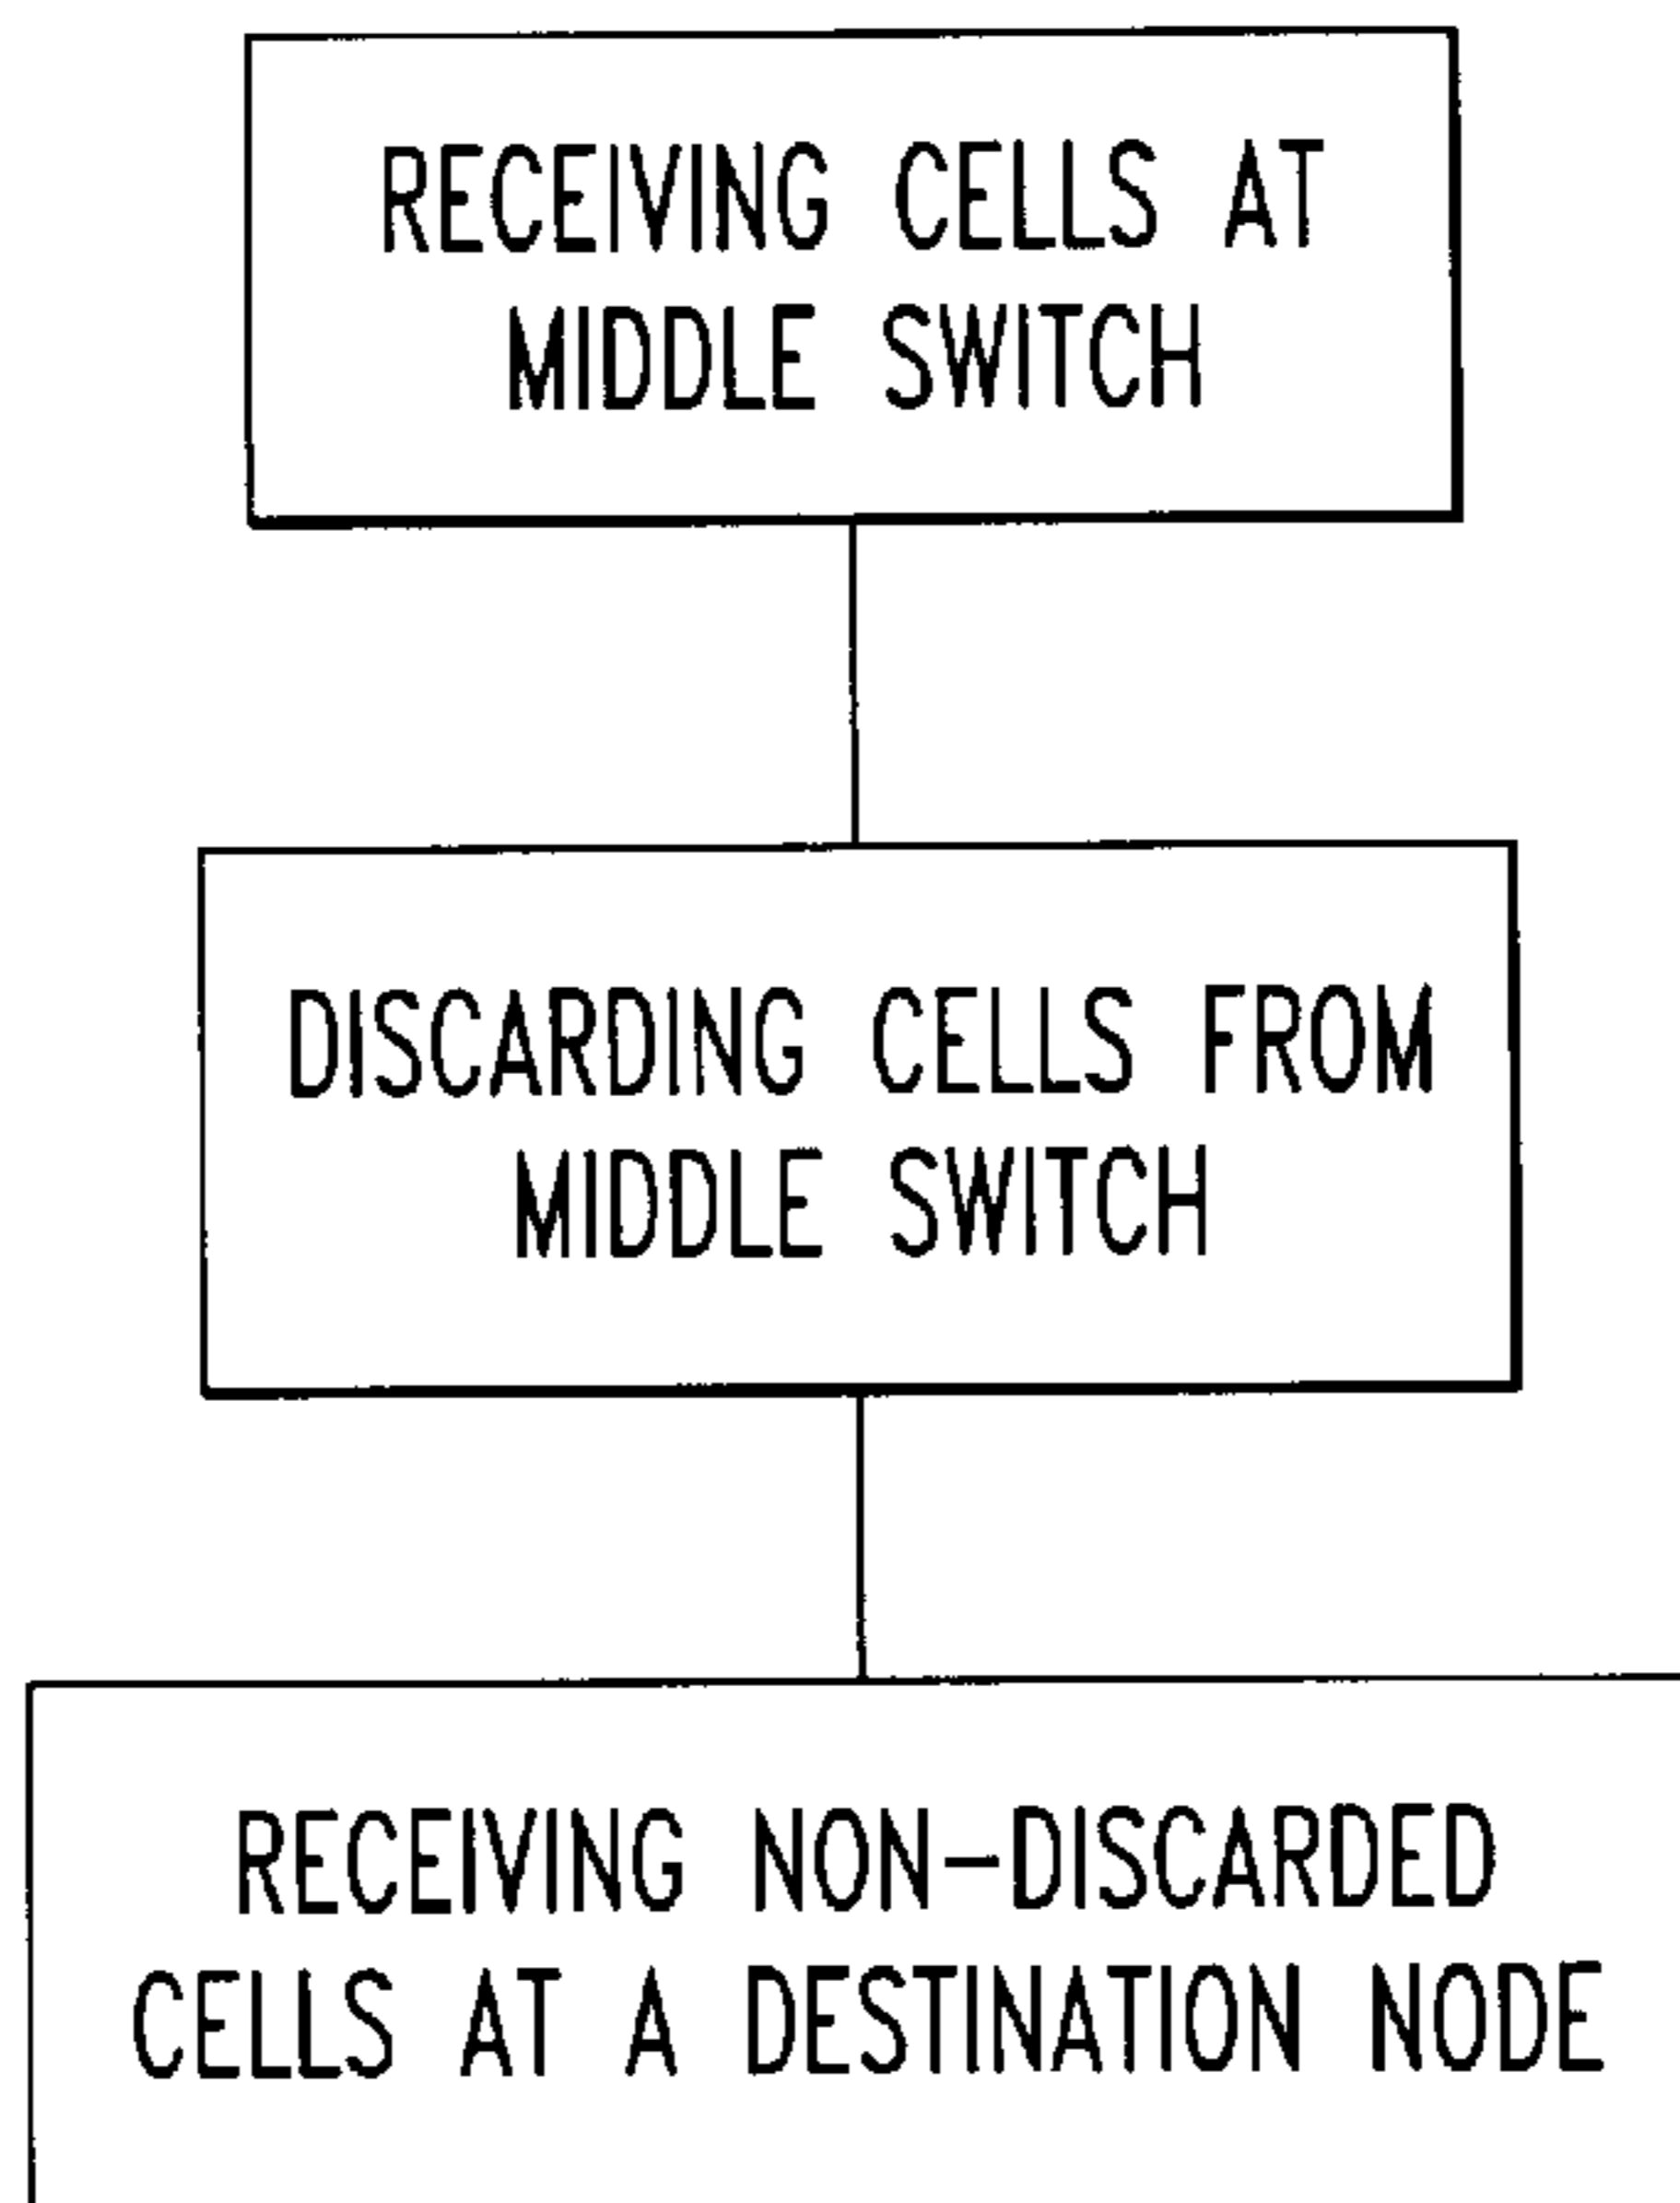 RECEIVING CELLS AT
MIDDLE SWITCH
DISCARDING CELLS FROM
MIDDLE SWITCH
RECEIVING NON-DISCARDED
CELLS AT A DESTINATION NODE